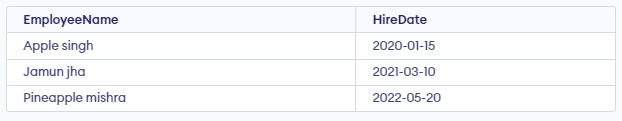 EmployeeName HireDate
Apple singh 2020-01-15
Jamun jha 2021-03-10
Pineapple mishra 2022-05-20